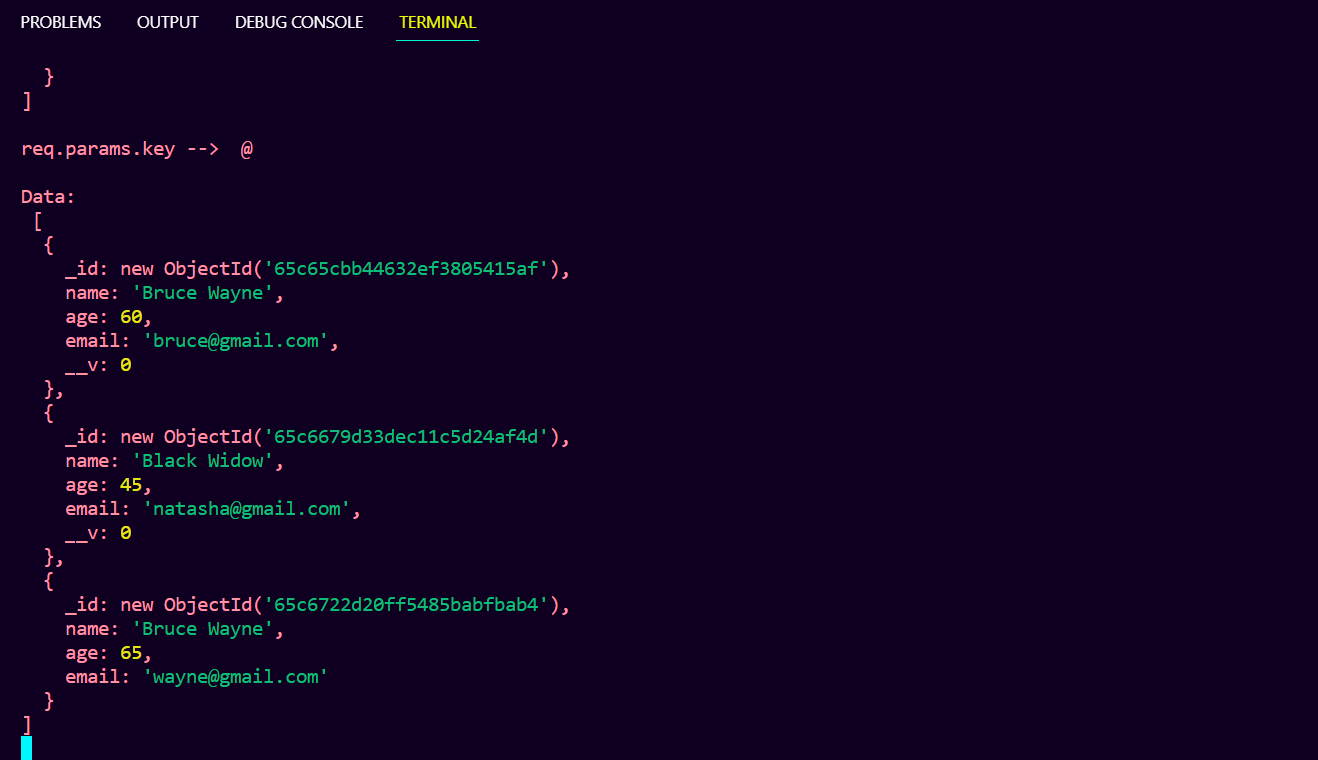 PROBLEMS OUTPUT DEBUG CONSOLE TERMINAL
  }
]
req.params.key -->  @
Data:
 [
  {
    _id: new ObjectId('65c65cbb44632ef3805415af'),
    name: 'Bruce Wayne',
    age: 60,
    email: 'bruce@gmail.com',
    __v: 0
  },
  {
    _id: new ObjectId('65c6679d33dec11c5d24af4d'),
    name: 'Black Widow',
    age: 45,
    email: 'natasha@gmail.com',
    __v: 0
  },
  {
    _id: new ObjectId('65c6722d20ff5485babfbab4'),
    name: 'Bruce Wayne',
    age: 65,
    email: 'wayne@gmail.com'
  }
]